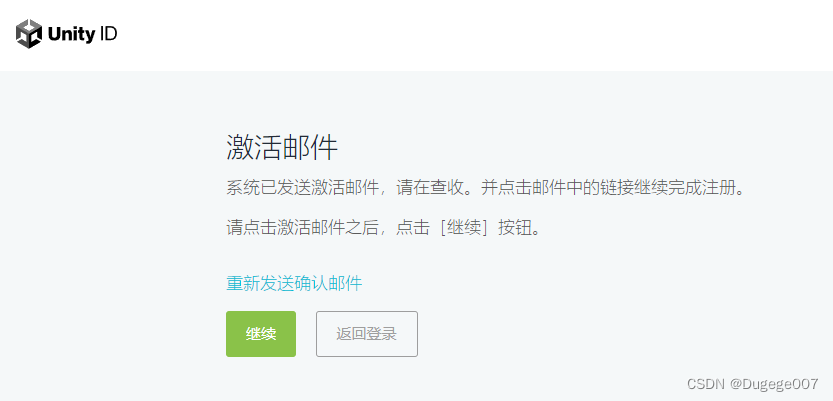 Unity ID
激活邮件
系统已发送激活邮件，请在查收。并点击邮件中的链接继续完成注册。
请点击激活邮件之后，点击［继续］按钮。
重新发送确认邮件
继续
返回登录
CSDN @Dugege007